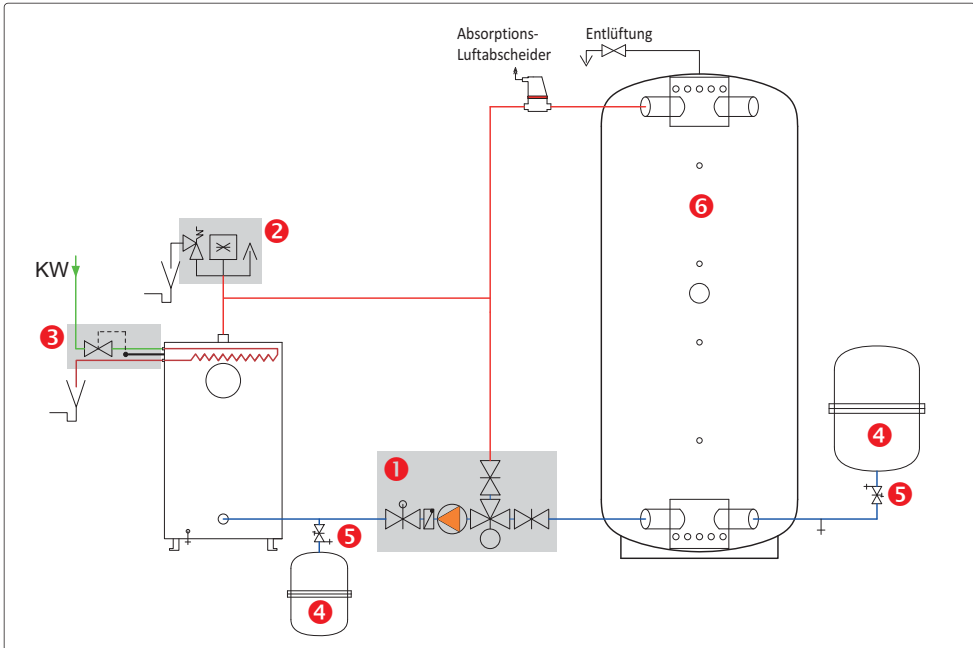 Absorptions-
Luftabscheider
Entlüftung
6
2
KW
3
4
1
5
5
4